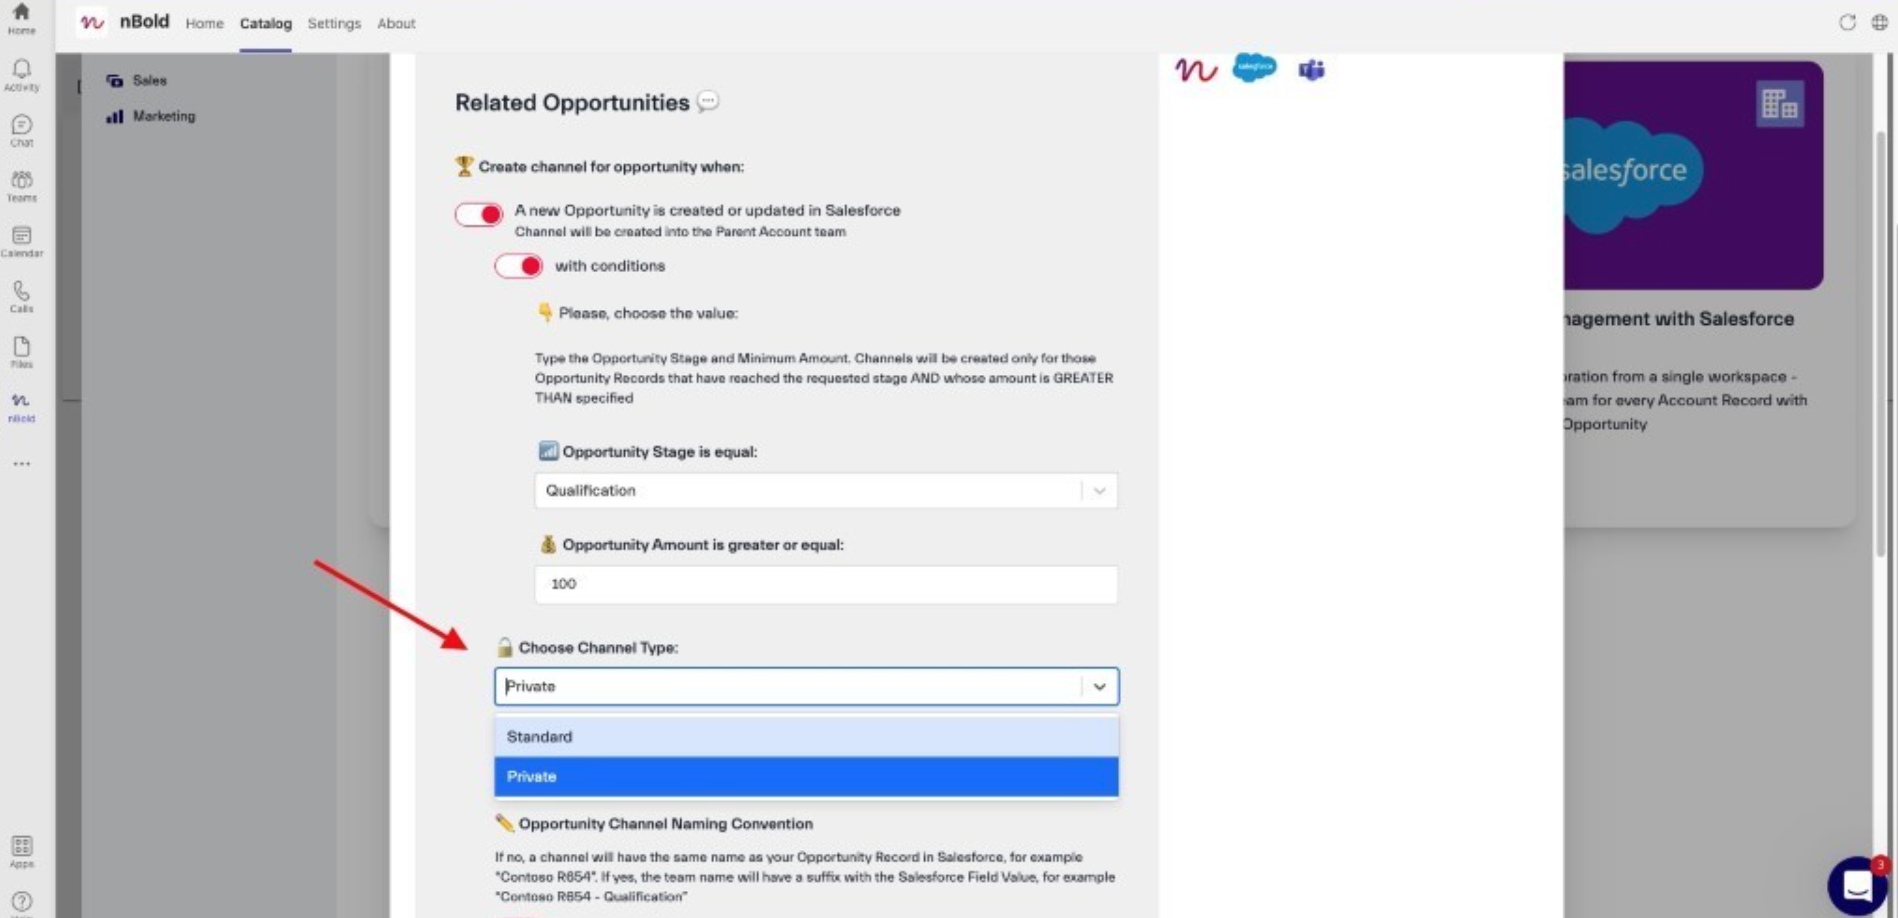 Home
nBold
Home
Catalog
Settings
About
Activity
Chat
Teams
Calendar
Calls
Files
nBold
Apps
Sales
Marketing
Related Opportunities
Create channel for opportunity when:
A new Opportunity is created or updated in Salesforce
Channel will be created into the Parent Account team
with conditions
Please, choose the value:
Type the Opportunity Stage and Minimum Amount. Channels will be created only for those
Opportunity Records that have reached the requested stage AND whose amount is GREATER
THAN specified
Opportunity Stage is equal:
Qualification
Opportunity Amount is greater or equal:
100
Choose Channel Type:
Private
Standard
Private
Opportunity Channel Naming Convention
If no, a channel will have the same name as your Opportunity Record in Salesforce, for example
"Contoso R654". If yes, the team name will have a suffix with the Salesforce Field Value, for example
"Contoso R654 - Qualification"
salesforce
salesforce
nagement with Salesforce
ration from a single workspace -
am for every Account Record with
Opportunity
3